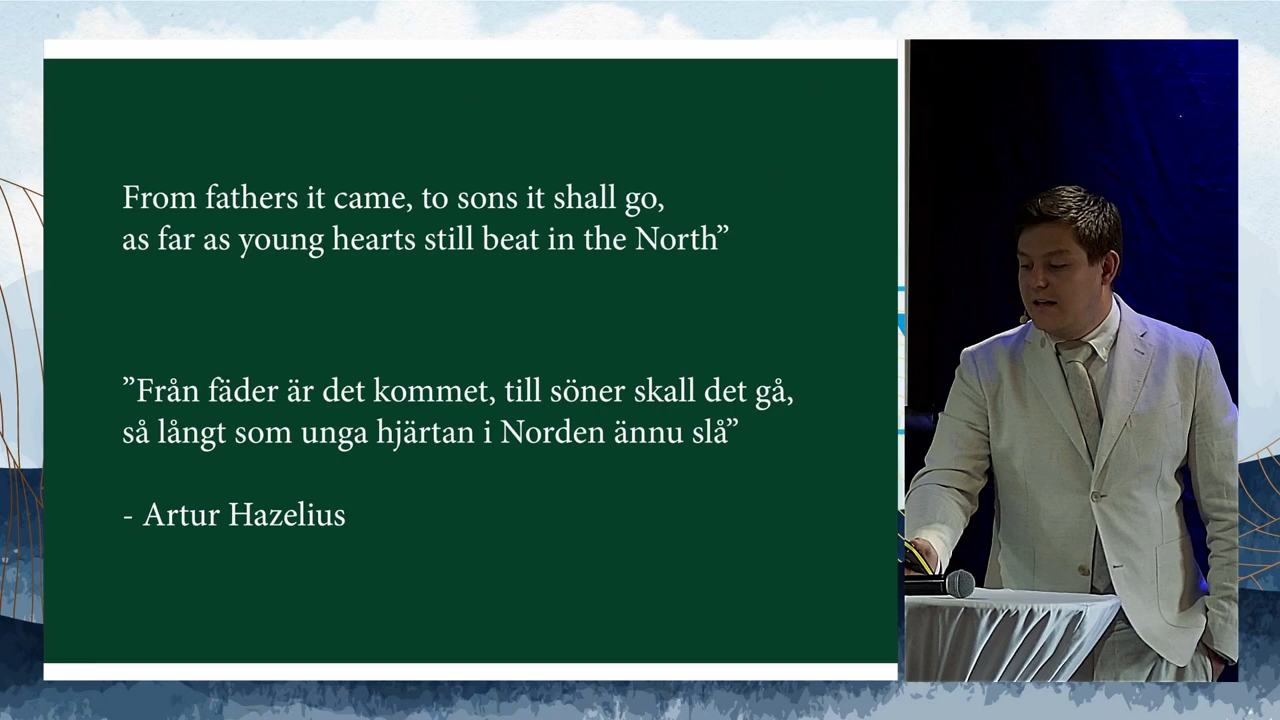 From fathers it came, to sons it shall go,
as far as young hearts still beat in the North”
”Från fäder är det kommet, till söner skall det gå,
så långt som unga hjärtan i Norden ännu slå”
- Artur Hazelius